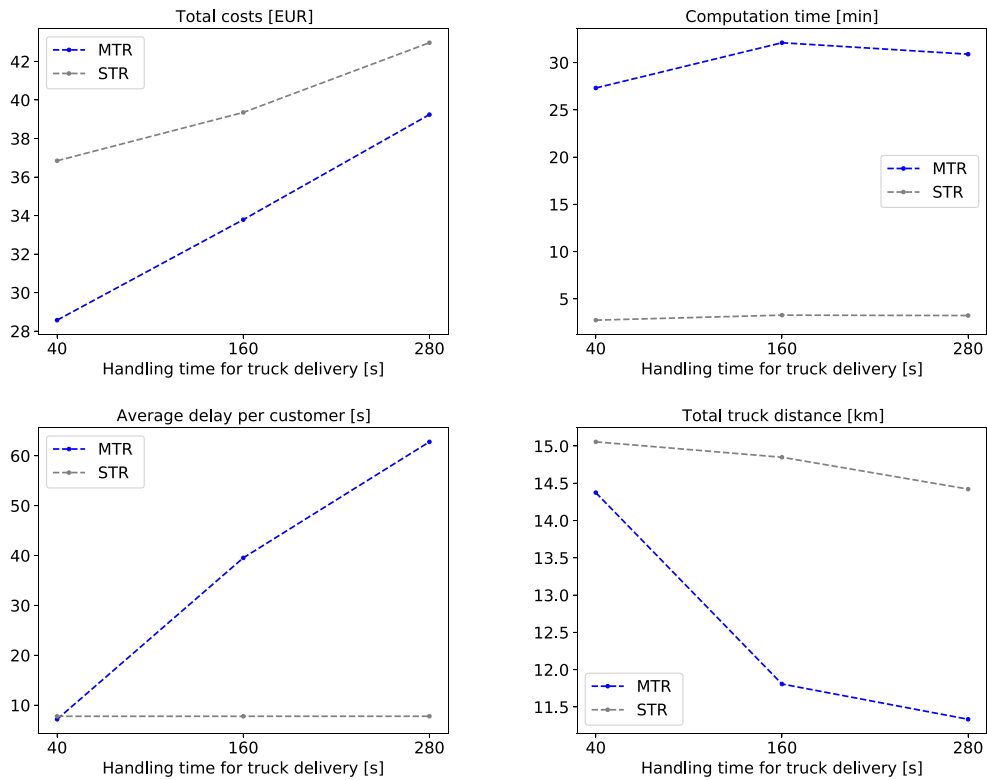 Total costs [EUR]
MTR
STR
42
40
38
36
34
32
30
28
40 160 280
Handling time for truck delivery [s]
Computation time [min]
30
25
20
15
10
5
MTR
STR
40 160 280
Handling time for truck delivery [s]
Average delay per customer [s]
MTR
STR
60
50
40
30
20
10
40 160 280
Handling time for truck delivery [s]
Total truck distance [km]
15.0
14.5
14.0
13.5
13.0
12.5
12.0
11.5
MTR
STR
40 160 280
Handling time for truck delivery [s]